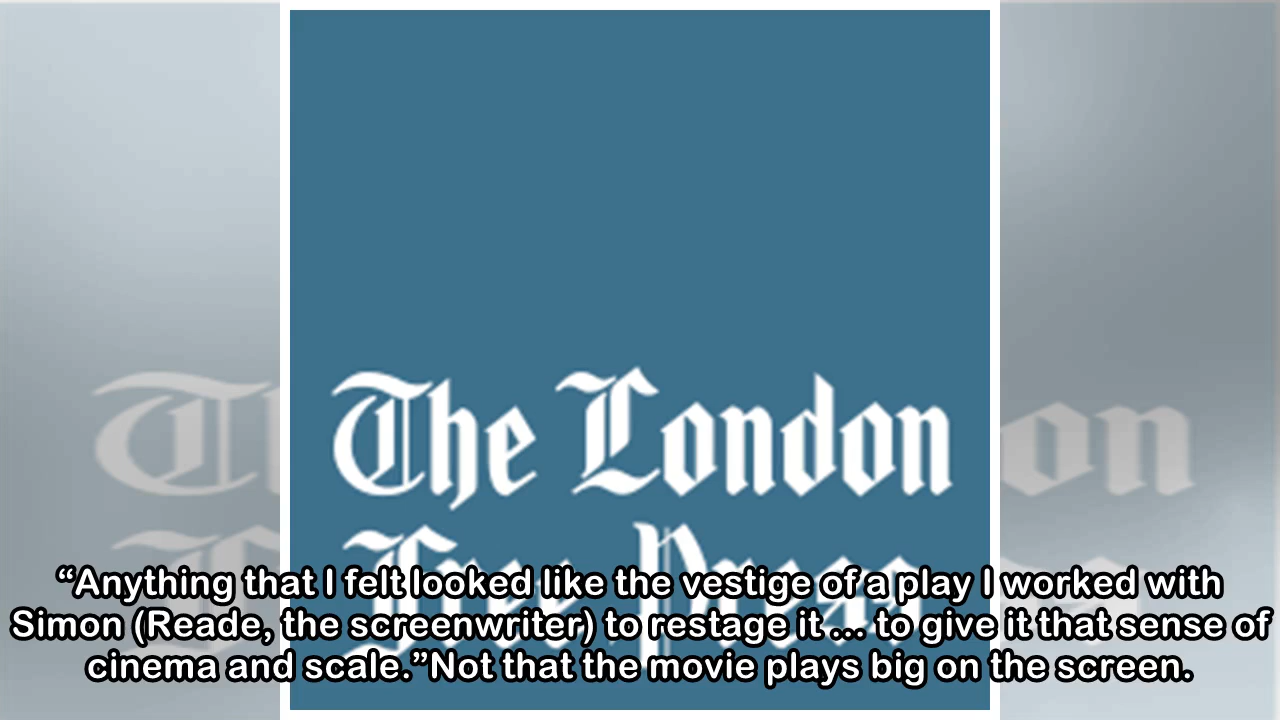 The London
Free Press
“Anything that I felt looked like the vestige of a play I worked with
Simon (Reade, the screenwriter) to restage it ... to give it that sense of
cinema and scale.”Not that the movie plays big on the screen.